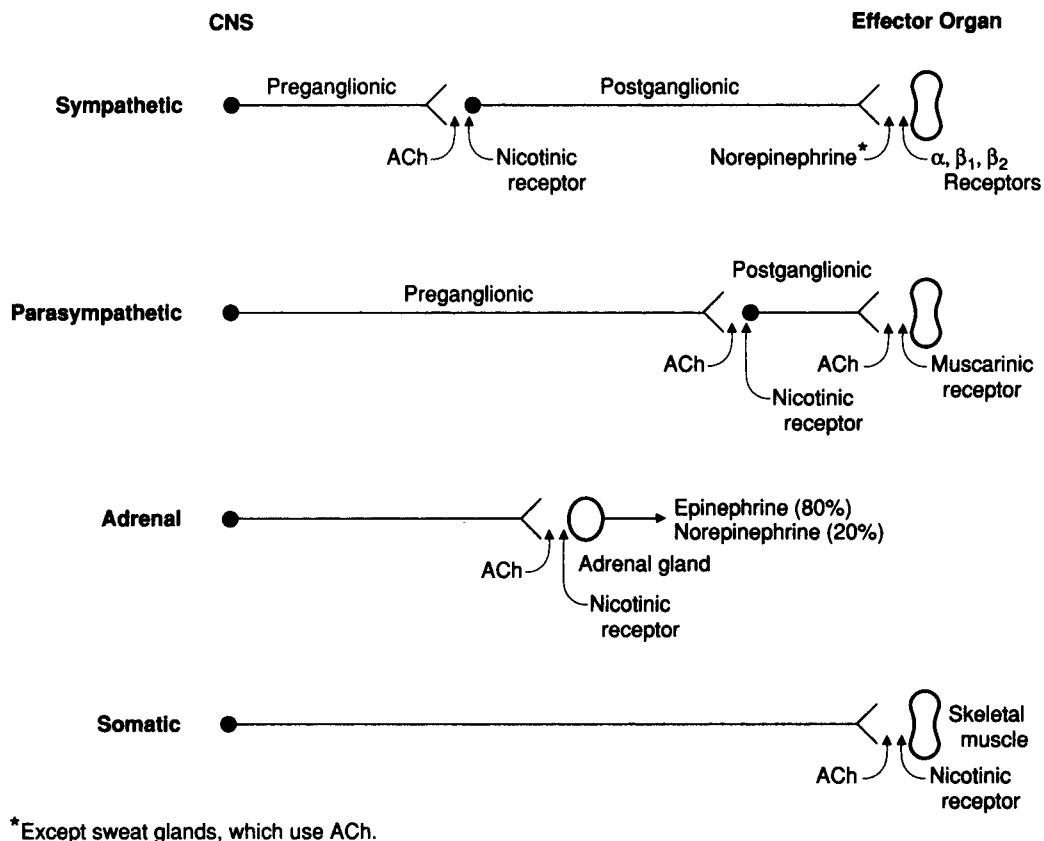 CNS
Effector Organ
Sympathetic
Preganglionic
Postganglionic
ACh
Nicotinic
receptor
Norepinephrine*
α, β₁, β₂
Receptors
Parasympathetic
Preganglionic
Postganglionic
ACh
Nicotinic
receptor
ACh
Muscarinic
receptor
Adrenal
ACh
Nicotinic
receptor
Adrenal gland
Epinephrine (80%)
Norepinephrine (20%)
Somatic
ACh
Nicotinic
receptor
Skeletal
muscle
*Except sweat glands, which use ACh.